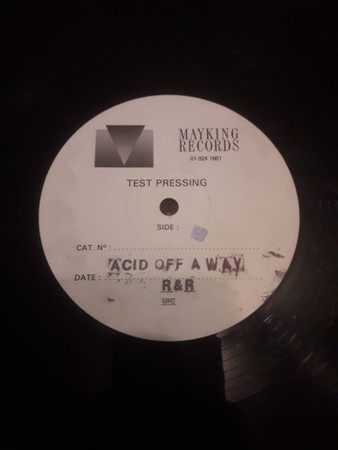 MAYKING
RECORDS
01-924 1661
TEST PRESSING
SIDE :
CAT. Nº :
ACID OFF A WAY
DATE :
R&R
MPO